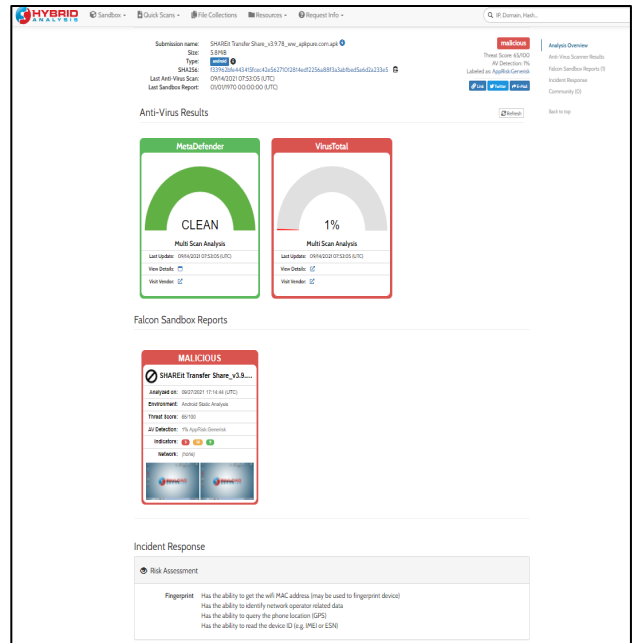 HYBRID ANALYSIS
Sandbox Quick Scans File Collections Resources Request Info IP, Domain, Hash...
Submission name: SHAREit Transfer Share_v3.9.78_ww_apkpure.com.apk
Size: 5.8MiB
Type: android
SHA256:
Last Anti-Virus Scan: 09/14/2021 07:53:05 (UTC)
Last Sandbox Report: 01/01/1970 00:00:00 (UTC)
malicious
Threat Score: 65/100
AV Detection: 1%
Labeled as: AppRisk.Generisk
Link Twitter E-Mail
Analysis Overview
Anti-Virus Scanner Results
Falcon Sandbox Reports (1)
Incident Response
Community (0)
Back to top
Anti-Virus Results
Refresh
MetaDefender
CLEAN
Multi Scan Analysis
Last Update: 09/14/2021 07:53:05 (UTC)
View Details:
Visit Vendor:
VirusTotal
1%
Multi Scan Analysis
Last Update: 09/14/2021 07:53:05 (UTC)
View Details:
Visit Vendor:
Falcon Sandbox Reports
MALICIOUS
SHAREit Transfer Share_v3.9....
Analyzed on: 09/27/2021 17:14:44 (UTC)
Environment: Android Static Analysis
Threat Score: 65/100
AV Detection: 1% AppRisk.Generisk
Indicators:
Network: (none)
Incident Response
Risk Assessment
Fingerprint Has the ability to get the wifi MAC address (may be used to fingerprint device)
Has the ability to identify network operator related data
Has the ability to query the phone location (GPS)
Has the ability to read the device ID (e.g. IMEI or ESN)